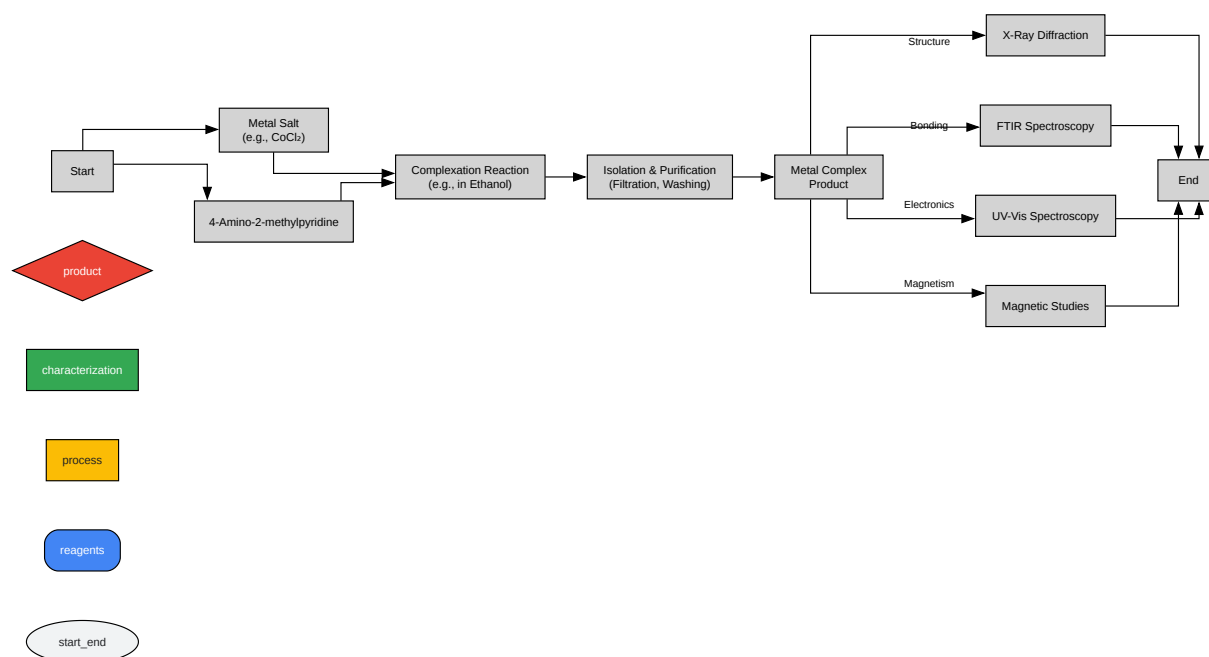 Start
Metal Salt
(e.g., CoCl₂)
4-Amino-2-methylpyridine
Complexation Reaction
(e.g., in Ethanol)
Isolation & Purification
(Filtration, Washing)
Metal Complex
Product
Structure
Bonding
Electronics
Magnetism
X-Ray Diffraction
FTIR Spectroscopy
UV-Vis Spectroscopy
Magnetic Studies
End
product
characterization
process
reagents
start_end